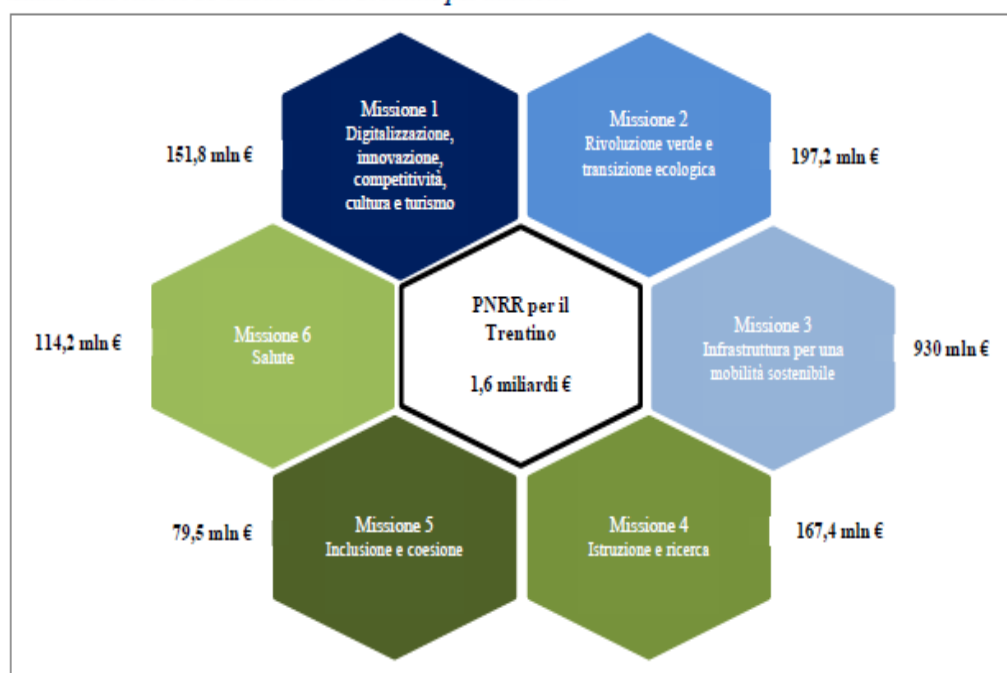 Missione 1
Digitalizzazione,
innovazione,
competitività,
cultura e turismo
151,8 mln €
Missione 2
Rivoluzione verde e
transizione ecologica
197,2 mln €
Missione 6
Salute
114,2 mln €
PNRR per il
Trentino
1,6 miliardi €
Missione 3
Infrastruttura per una
mobilità sostenibile
930 mln €
Missione 5
Inclusione e coesione
79,5 mln €
Missione 4
Istruzione e ricerca
167,4 mln €